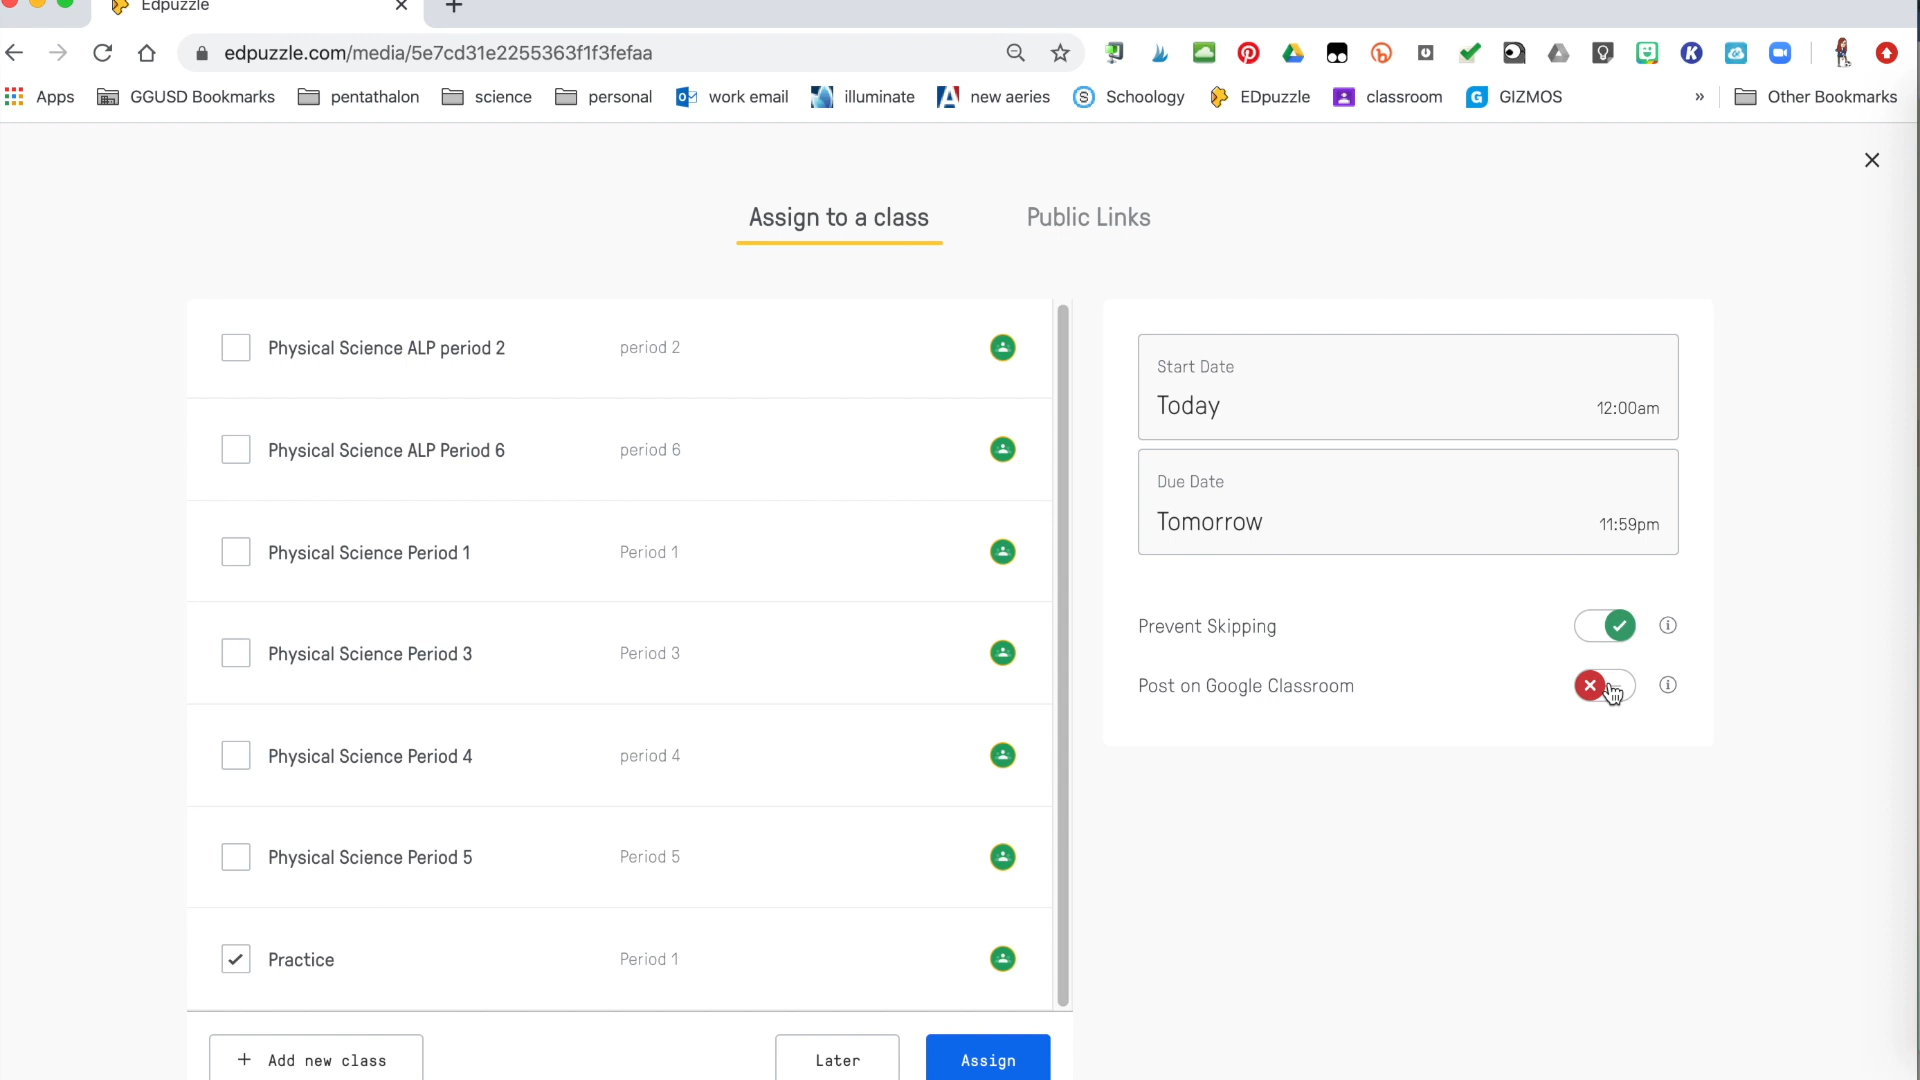 Edpuzzle
edpuzzle.com/media/5e7cd31e2255363f1f3fefaa
Apps GGUSD Bookmarks pentathalon science personal work email illuminate new aeries Schoology EDpuzzle classroom GIZMOS » Other Bookmarks
Assign to a class Public Links
Physical Science ALP period 2 period 2
Physical Science ALP Period 6 period 6
Physical Science Period 1 Period 1
Physical Science Period 3 Period 3
Physical Science Period 4 period 4
Physical Science Period 5 Period 5
Practice Period 1
+ Add new class Later Assign
Start Date
Today 12:00am
Due Date
Tomorrow 11:59pm
Prevent Skipping
Post on Google Classroom